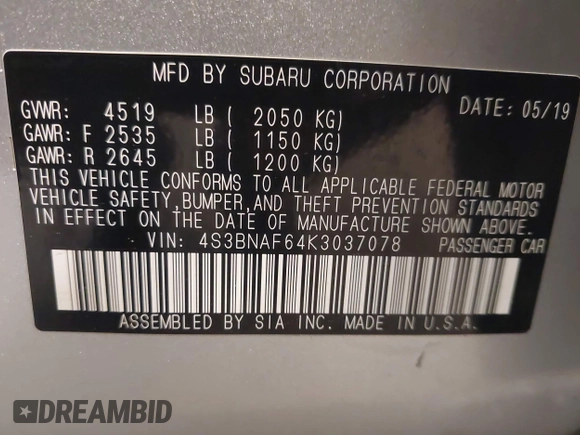 MFD BY SUBARU CORPORATION
GVWR: 4519 LB ( 2050 KG) DATE: 05/19
GAWR: F 2535 LB ( 1150 KG)
GAWR: R 2645 LB ( 1200 KG)
THIS VEHICLE CONFORMS TO ALL APPLICABLE FEDERAL MOTOR
VEHICLE SAFETY,BUMPER,AND THEFT PREVENTION STANDARDS
IN EFFECT ON THE DATE OF MANUFACTURE SHOWN ABOVE.
VIN: 4S3BNAF64K3037078 PASSENGER CAR
ASSEMBLED BY SIA INC. MADE IN U.S.A.
DREAMBID